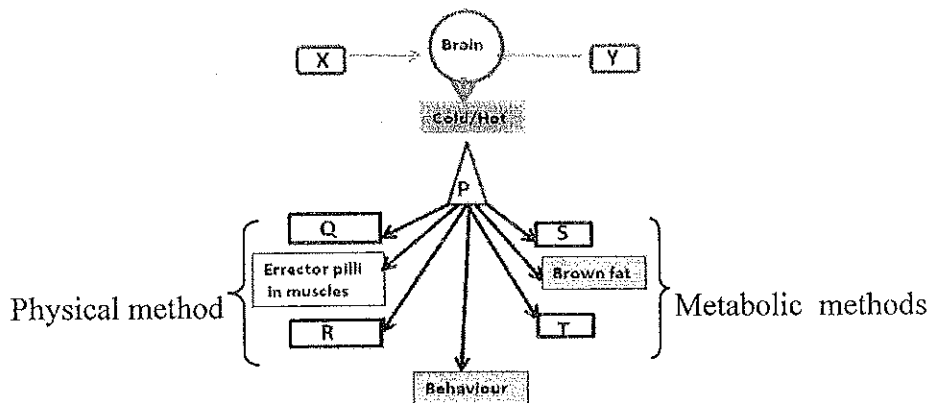 Brain
X
Y
Cold/Hot
P
Q
S
Errector pilli
in muscles
Brown fat
Physical method
Metabolic methods
R
T
Behaviour